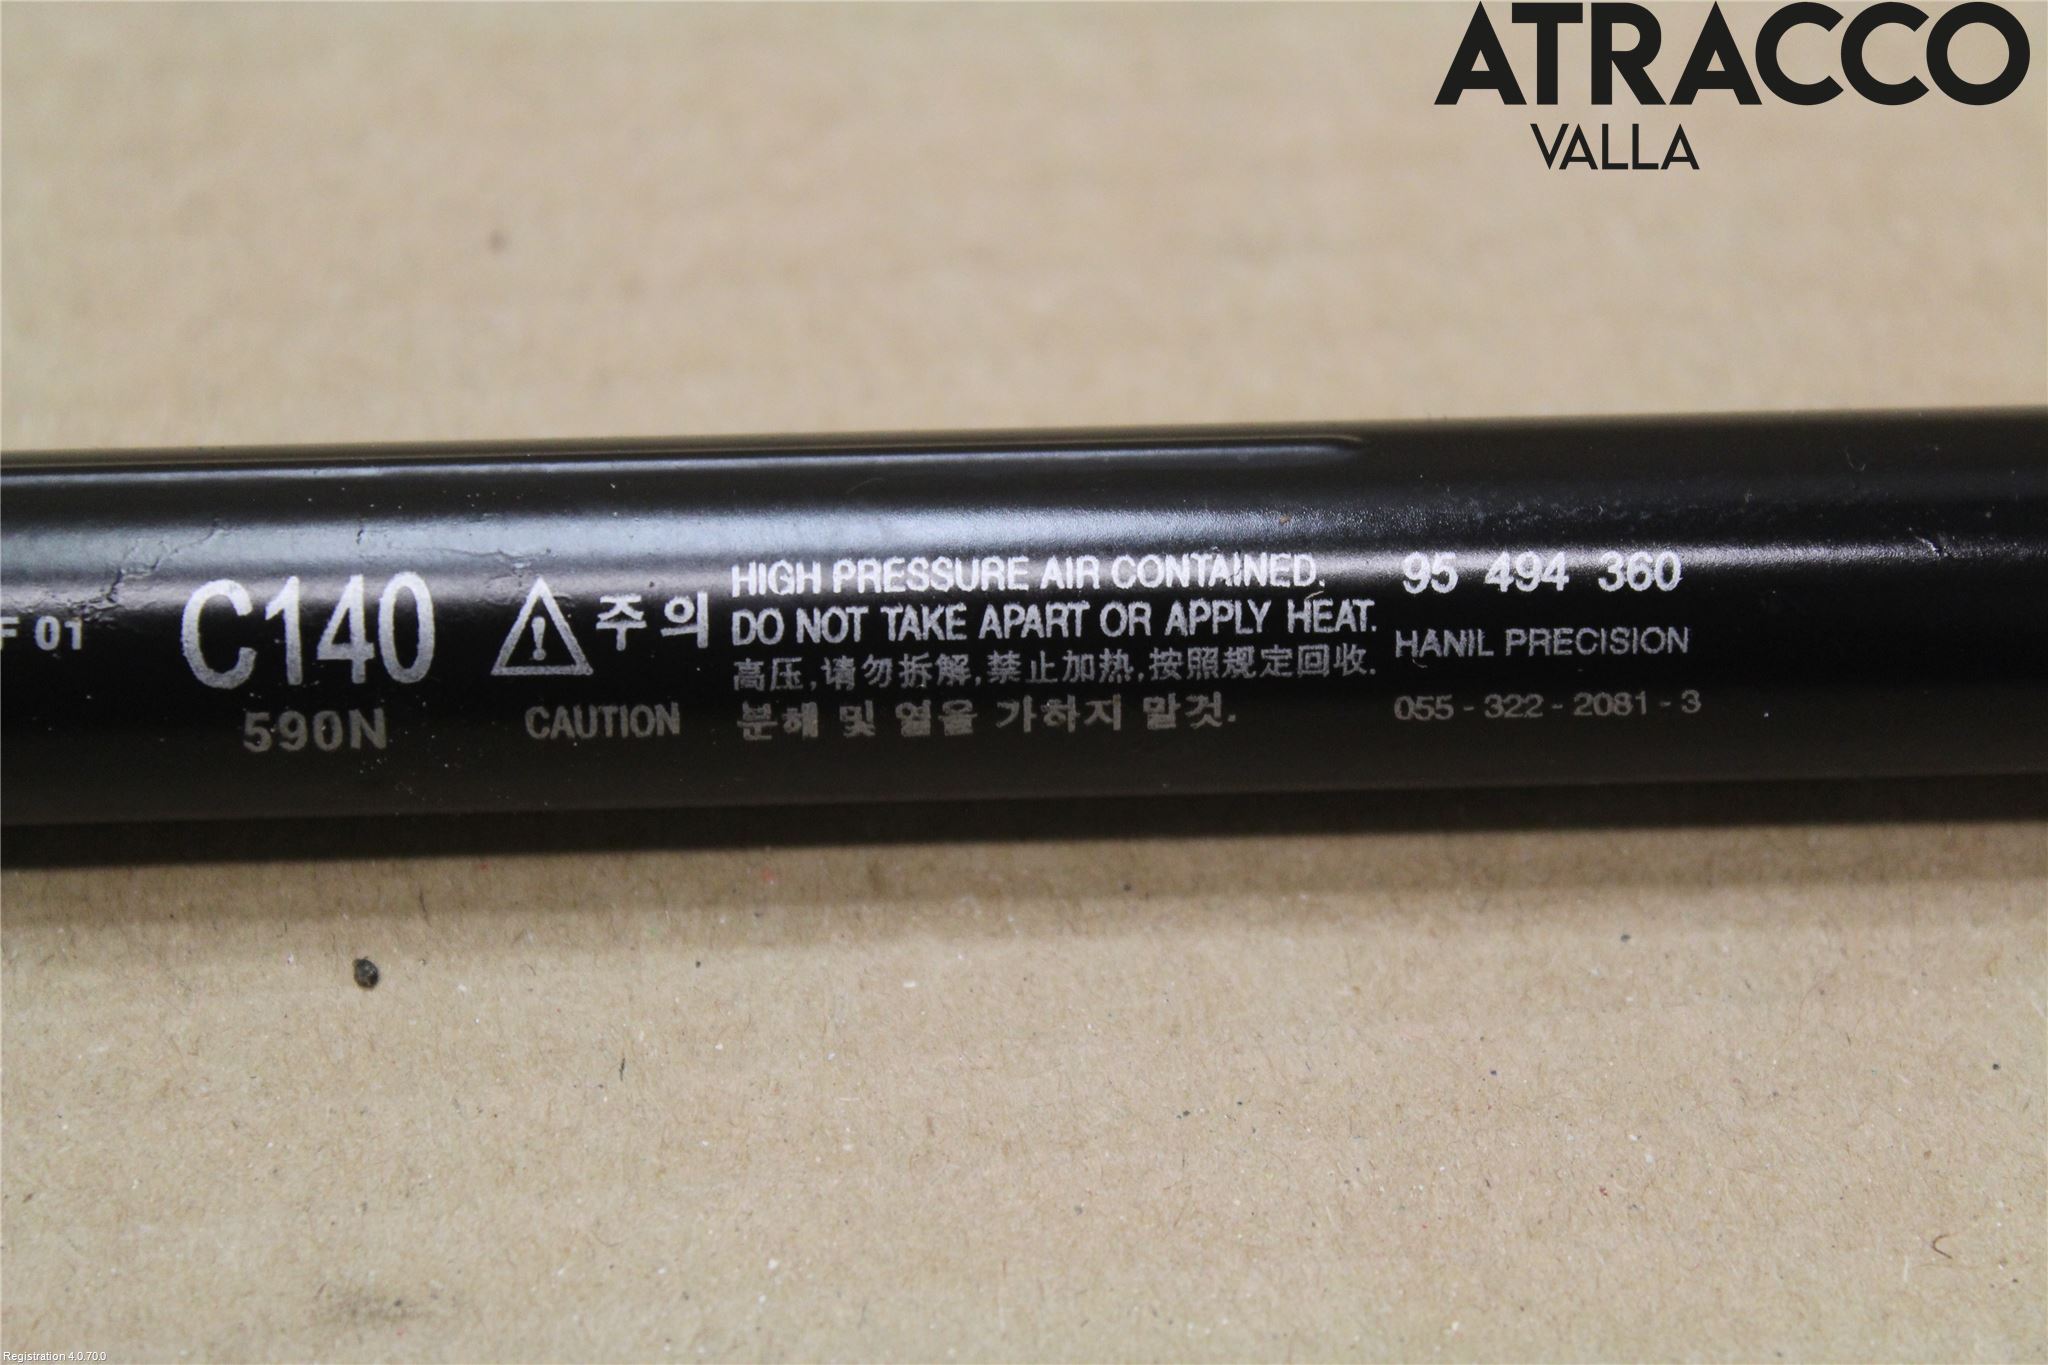 ATRACCO
VALLA
F 01
C140
590N
주의
CAUTION
HIGH PRESSURE AIR CONTAINED.
DO NOT TAKE APART OR APPLY HEAT.
高压,请勿拆解,禁止加热,按照规定回收.
분해 및 열을 가하지 말것.
95 494 360
HANIL PRECISION
055-322-2081-3
Registration 4.0.70.0